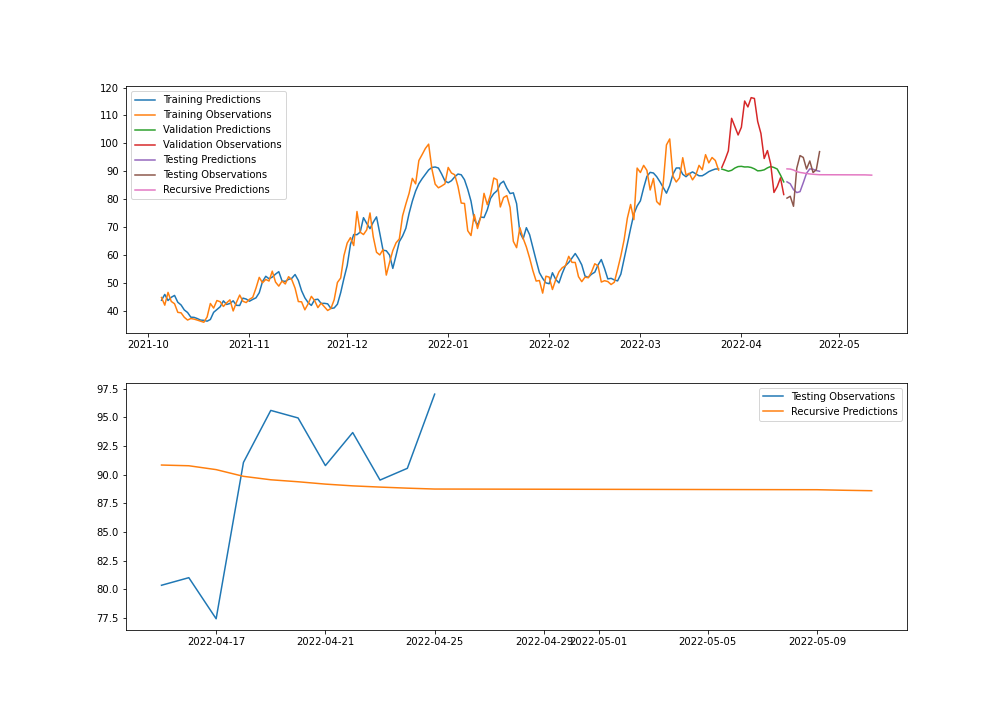 120
110
100
90
80
70
60
50
40
Training Predictions
Training Observations
Validation Predictions
Validation Observations
Testing Predictions
Testing Observations
Recursive Predictions
2021-10 2021-11 2021-12 2022-01 2022-02 2022-03 2022-04 2022-05
97.5
95.0
92.5
90.0
87.5
85.0
82.5
80.0
77.5
Testing Observations
Recursive Predictions
2022-04-17 2022-04-21 2022-04-25 2022-04-29 2022-05-01 2022-05-05 2022-05-09